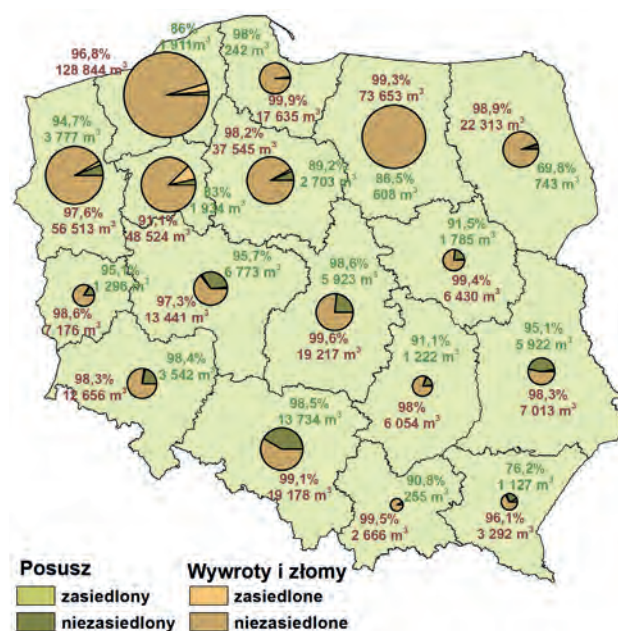 86%
1 911m³
96,8%
128 844 m³
98%
242 m³
99,9%
17 635 m³
99,3%
73 653 m³
86,5%
608 m³
98,9%
22 313 m³
69,8%
743 m³
94,7%
3 777 m³
97,6%
56 513 m³
98,2%
37 545 m³
89,2%
2 703 m³
83%
1 934 m³
91,1%
48 524 m³
91,5%
1 785 m³
99,4%
6 430 m³
95,1%
1 296 m³
98,6%
7 176 m³
95,7%
6 773 m³
97,3%
13 441 m³
98,6%
5 923 m³
99,6%
19 217 m³
91,1%
1 222 m³
98%
6 054 m³
95,1%
5 922 m³
98,3%
7 013 m³
98,4%
3 542 m³
98,3%
12 656 m³
98,5%
13 734 m³
99,1%
19 178 m³
90,8%
255 m³
99,5%
2 666 m³
76,2%
1 127 m³
96,1%
3 292 m³
Posusz
zasiedlony
niezasiedlony
Wywroty i złomy
zasiedlone
niezasiedlone